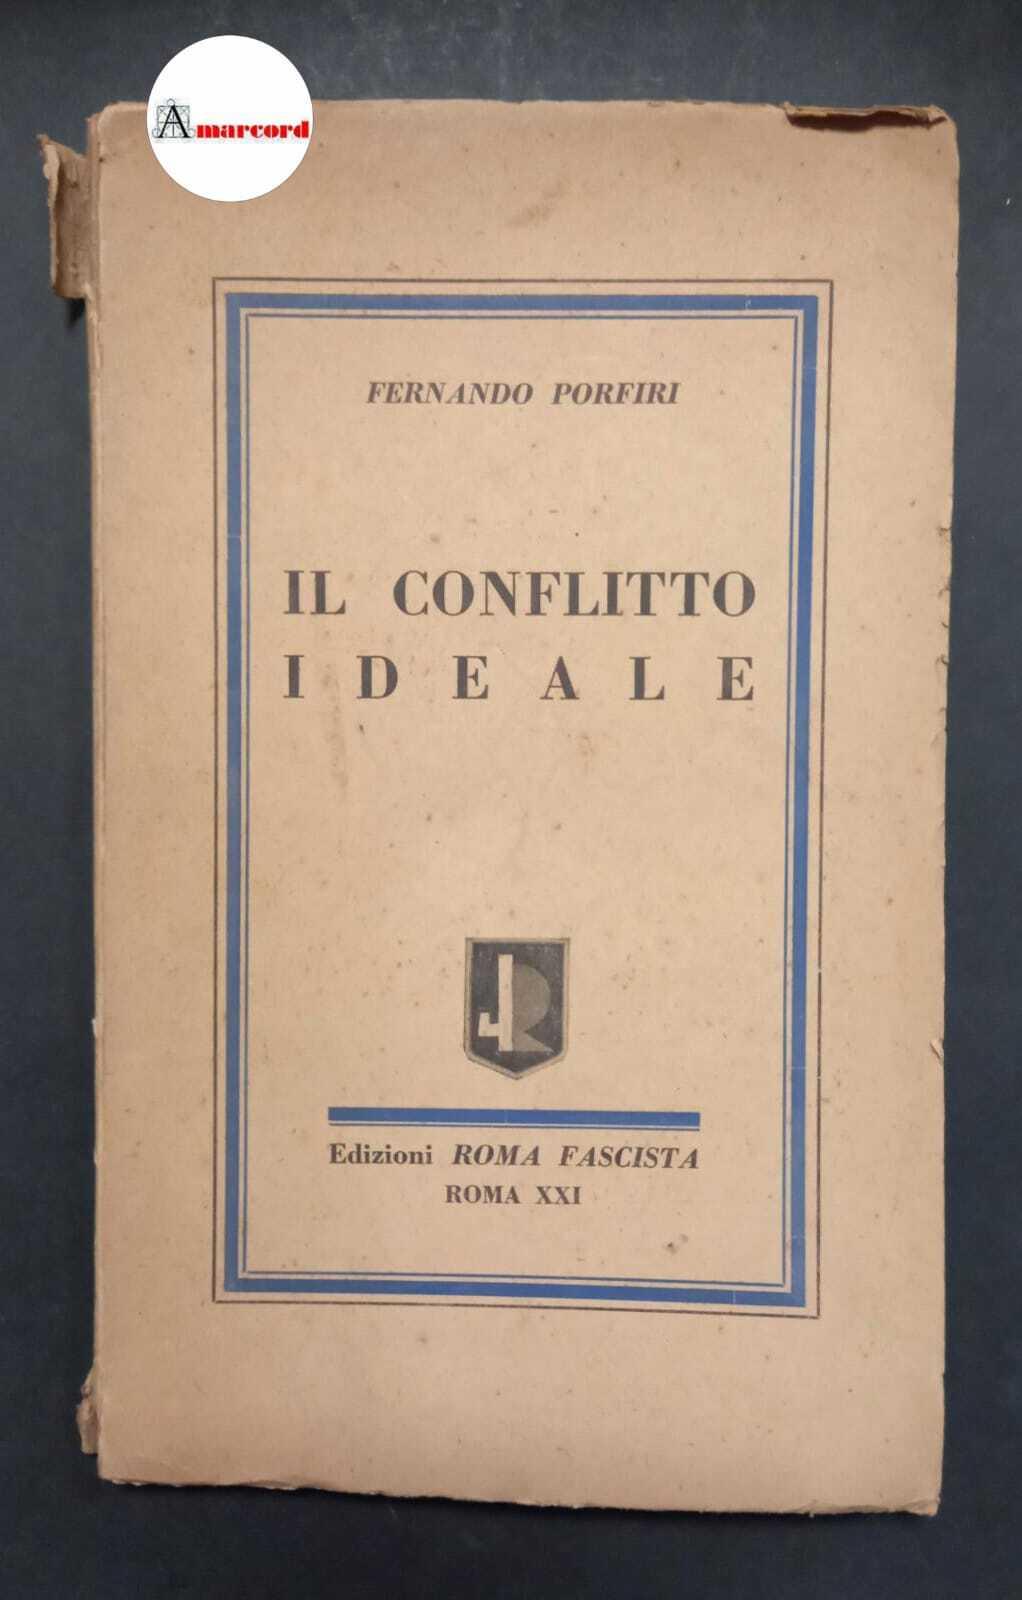 Amarcord
FERNANDO PORFIRI
IL CONFLITTO
IDEALE
Edizioni ROMA FASCISTA
ROMA XXI